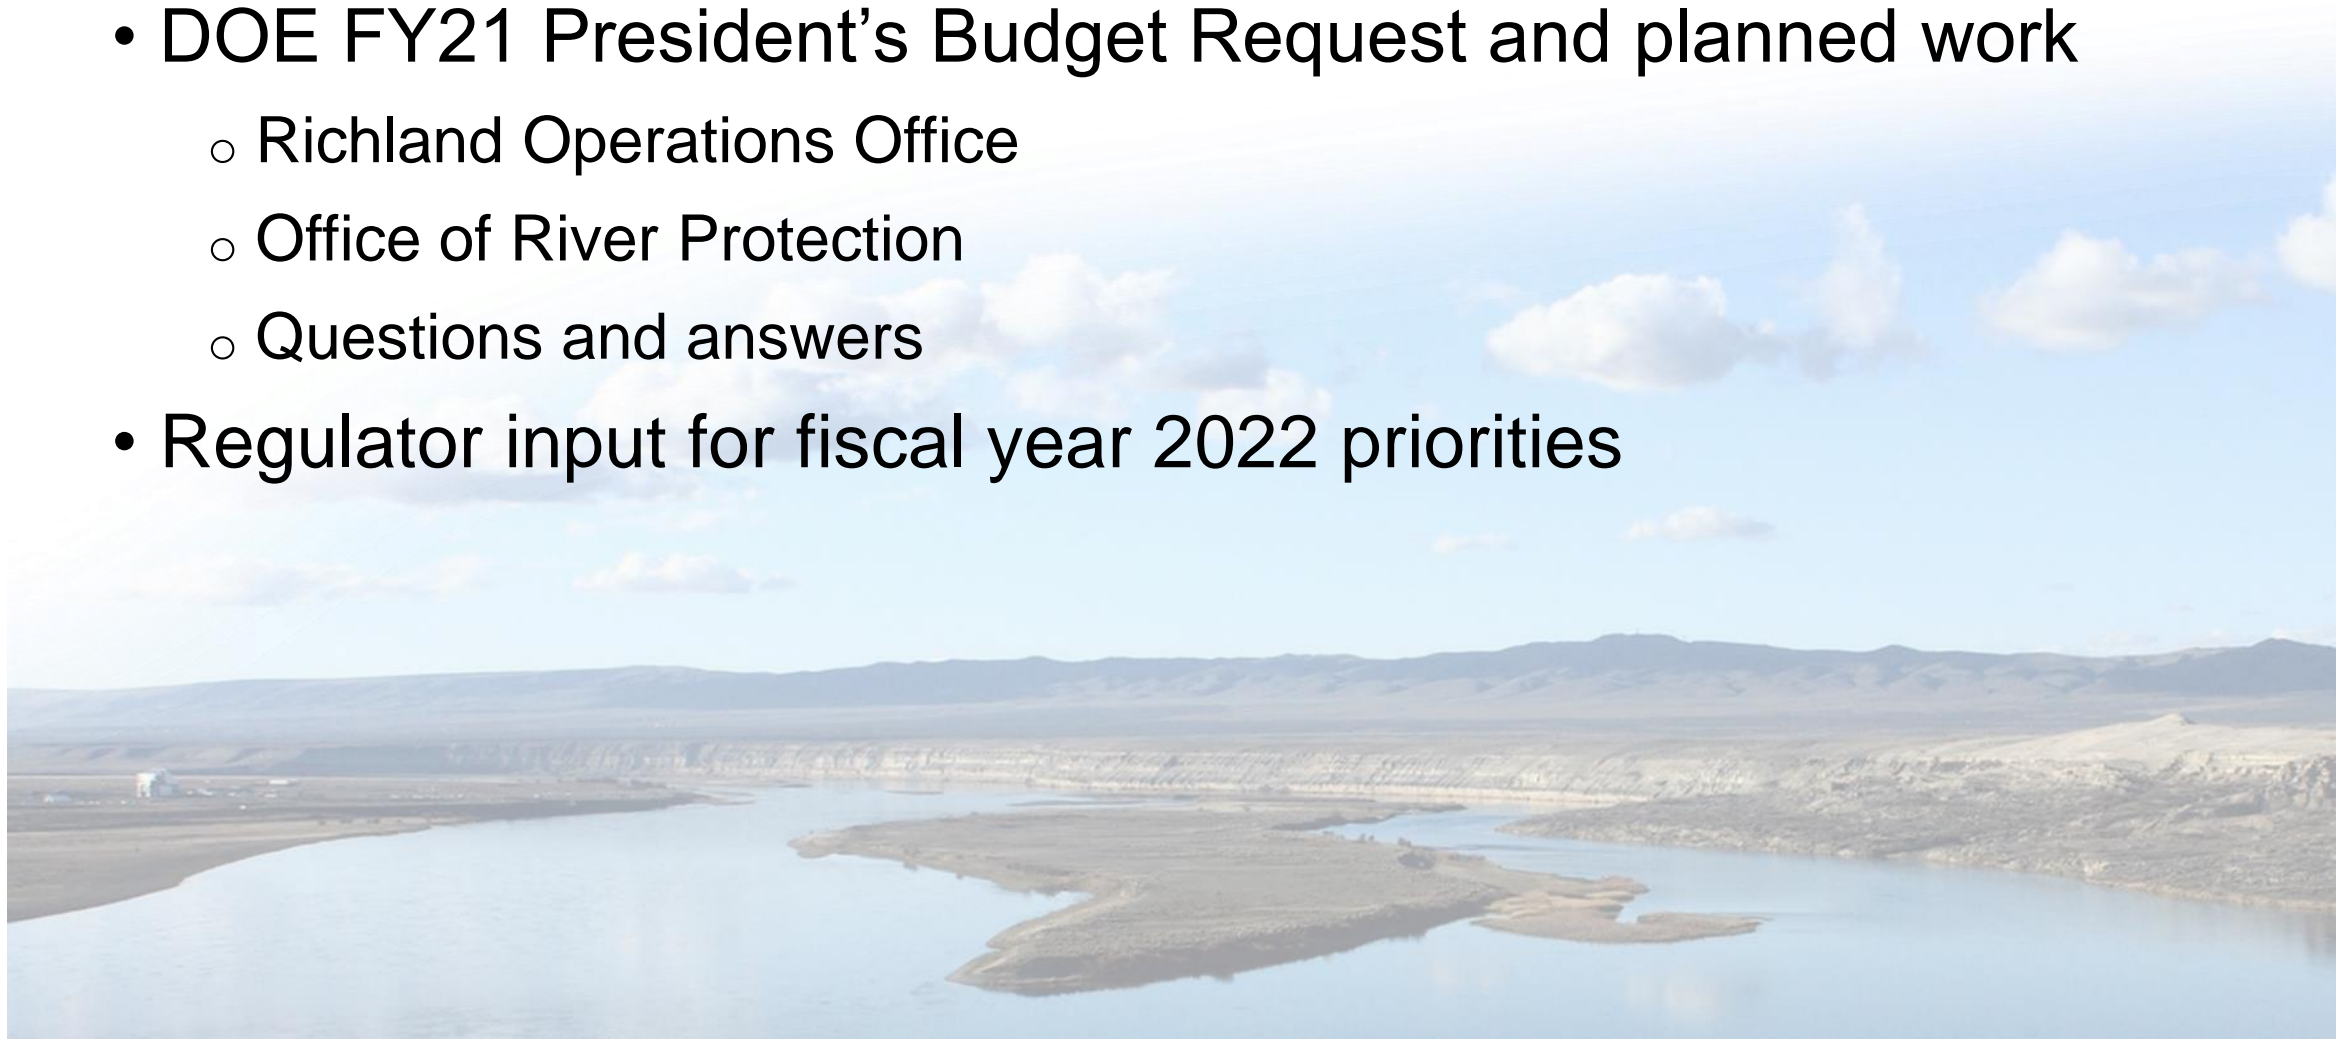 • DOE FY21 President’s Budget Request and planned work
o Richland Operations Office
o Office of River Protection
o Questions and answers
• Regulator input for fiscal year 2022 priorities